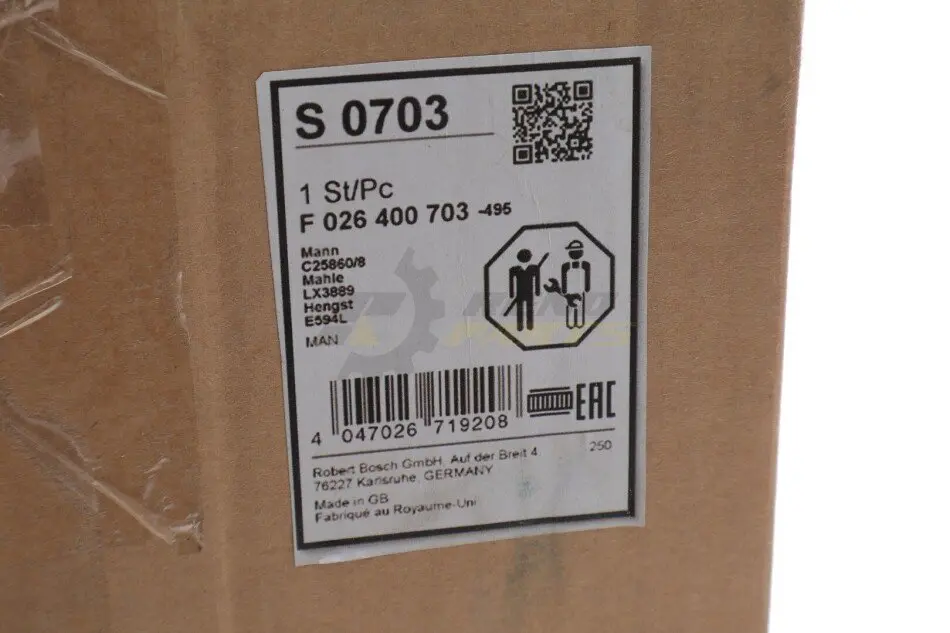 S 0703
1 St/Pc
F 026 400 703 -495
Mann
C25860/8
Mahle
LX3889
Hengst
E594L
MAN
EAC
4 047026 719208
Robert Bosch GmbH, Auf der Breit 4
250
76227 Karlsruhe, GERMANY
Made in GB
Fabriqué au Royaume-Uni